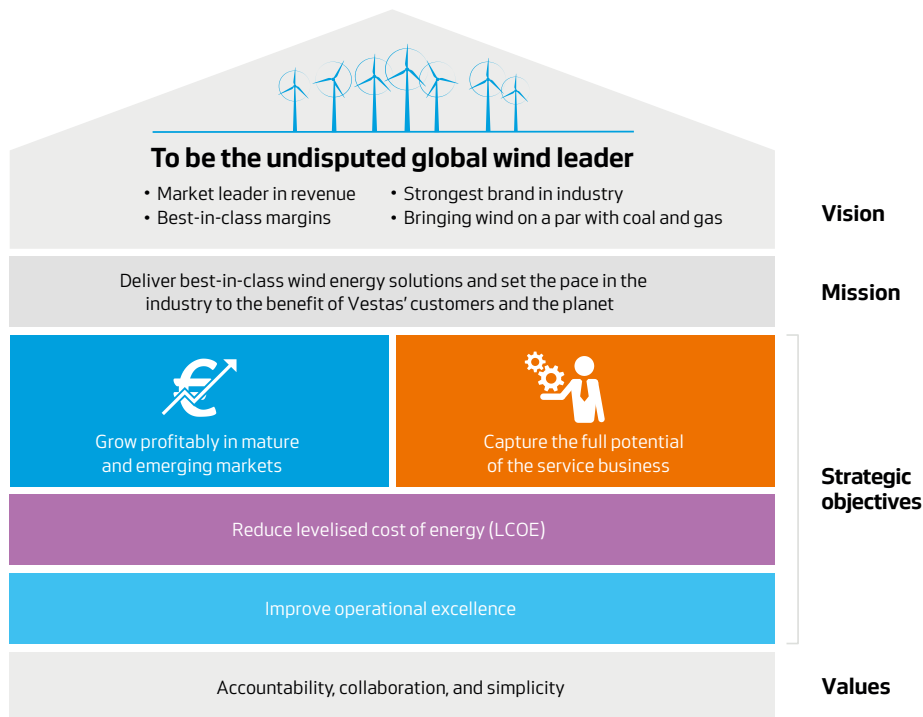 To be the undisputed global wind leader
• Market leader in revenue
• Best-in-class margins
• Strongest brand in industry
• Bringing wind on a par with coal and gas
Vision
Deliver best-in-class wind energy solutions and set the pace in the
industry to the benefit of Vestas' customers and the planet
Mission
€
Grow profitably in mature
and emerging markets
Capture the full potential
of the service business
Reduce levelised cost of energy (LCOE)
Improve operational excellence
Strategic
objectives
Accountability, collaboration, and simplicity
Values